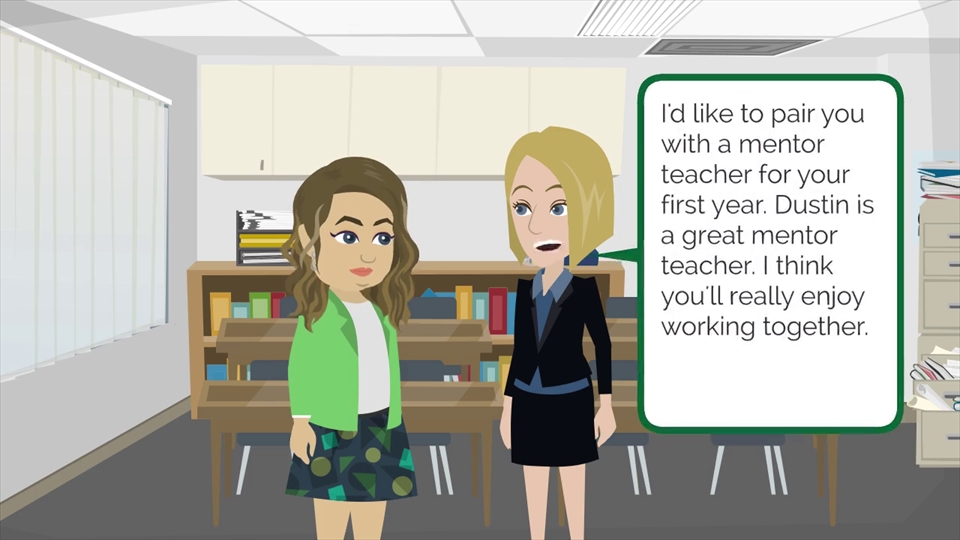 I'd like to pair you
with a mentor
teacher for your
first year. Dustin is
a great mentor
teacher. I think
you'll really enjoy
working together.